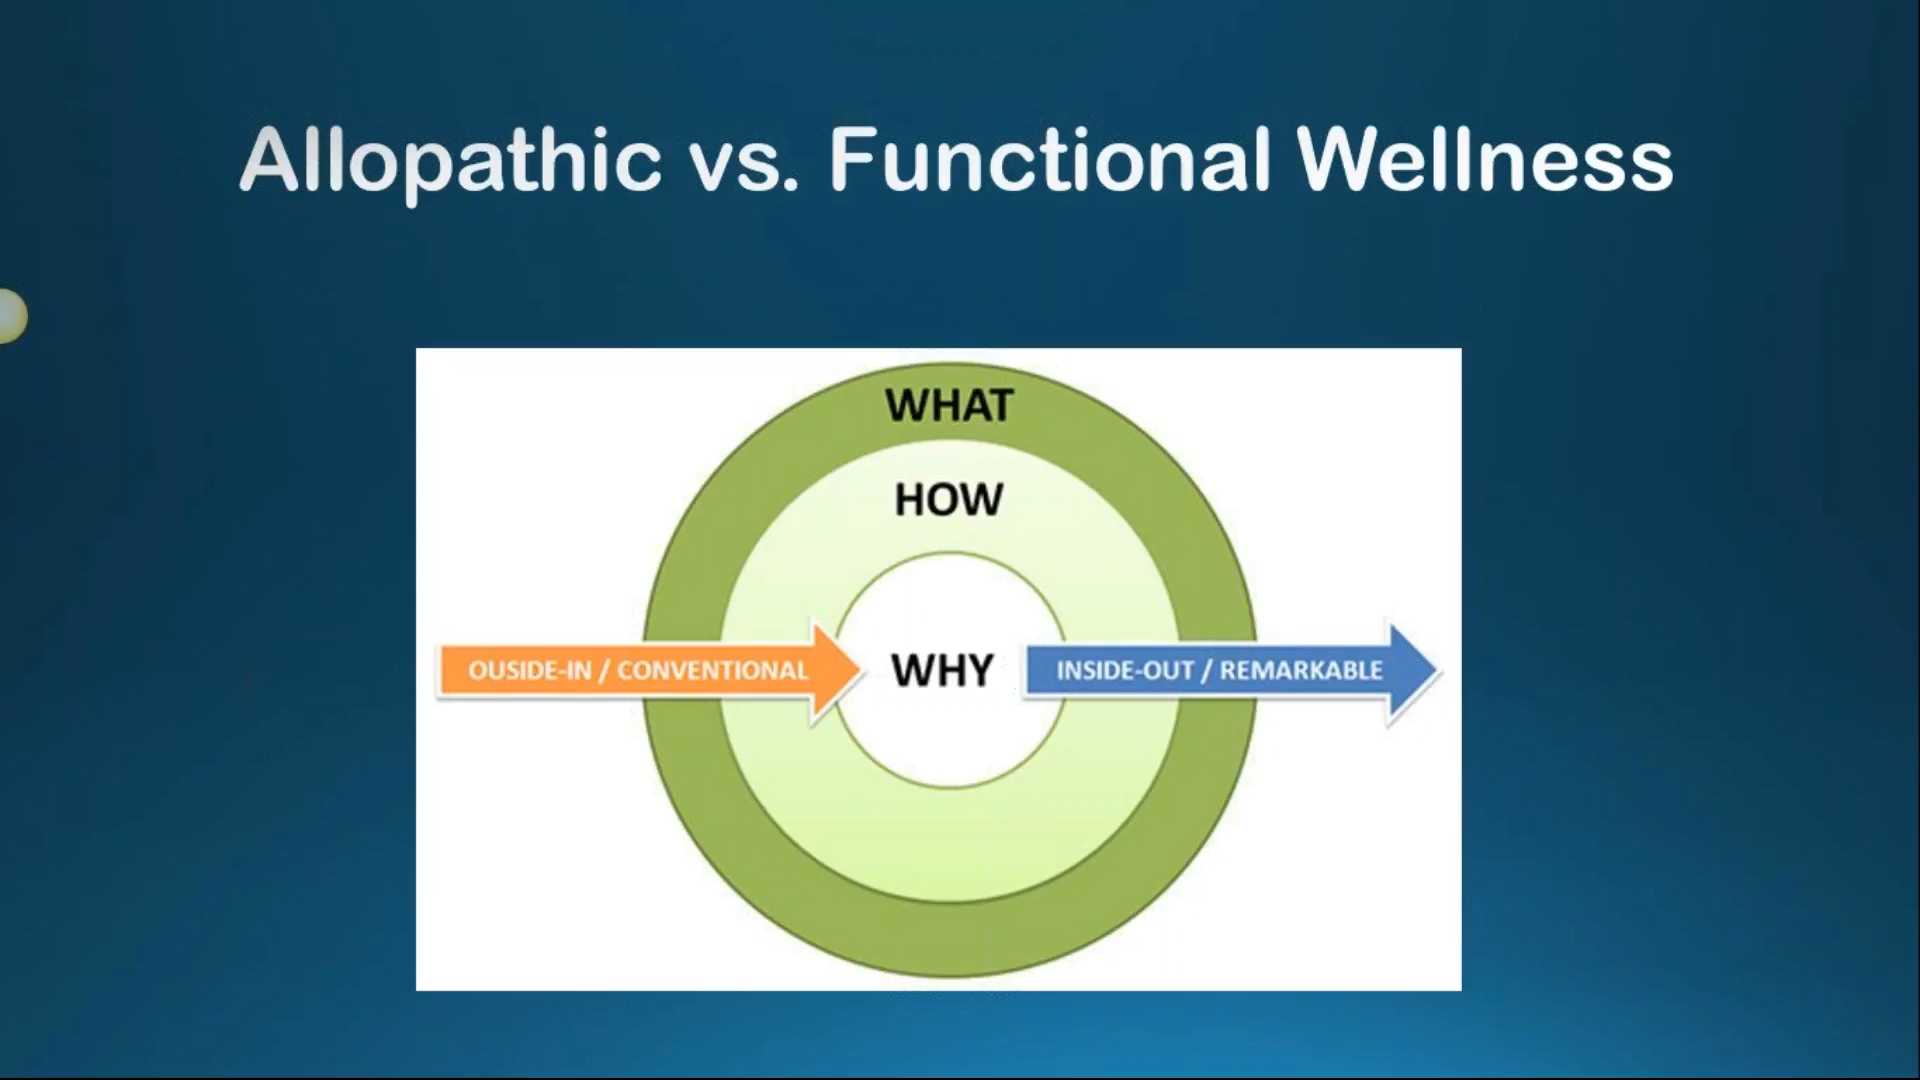 Allopathic vs. Functional Wellness
WHAT
HOW
OUSIDE-IN / CONVENTIONAL
WHY
INSIDE-OUT / REMARKABLE